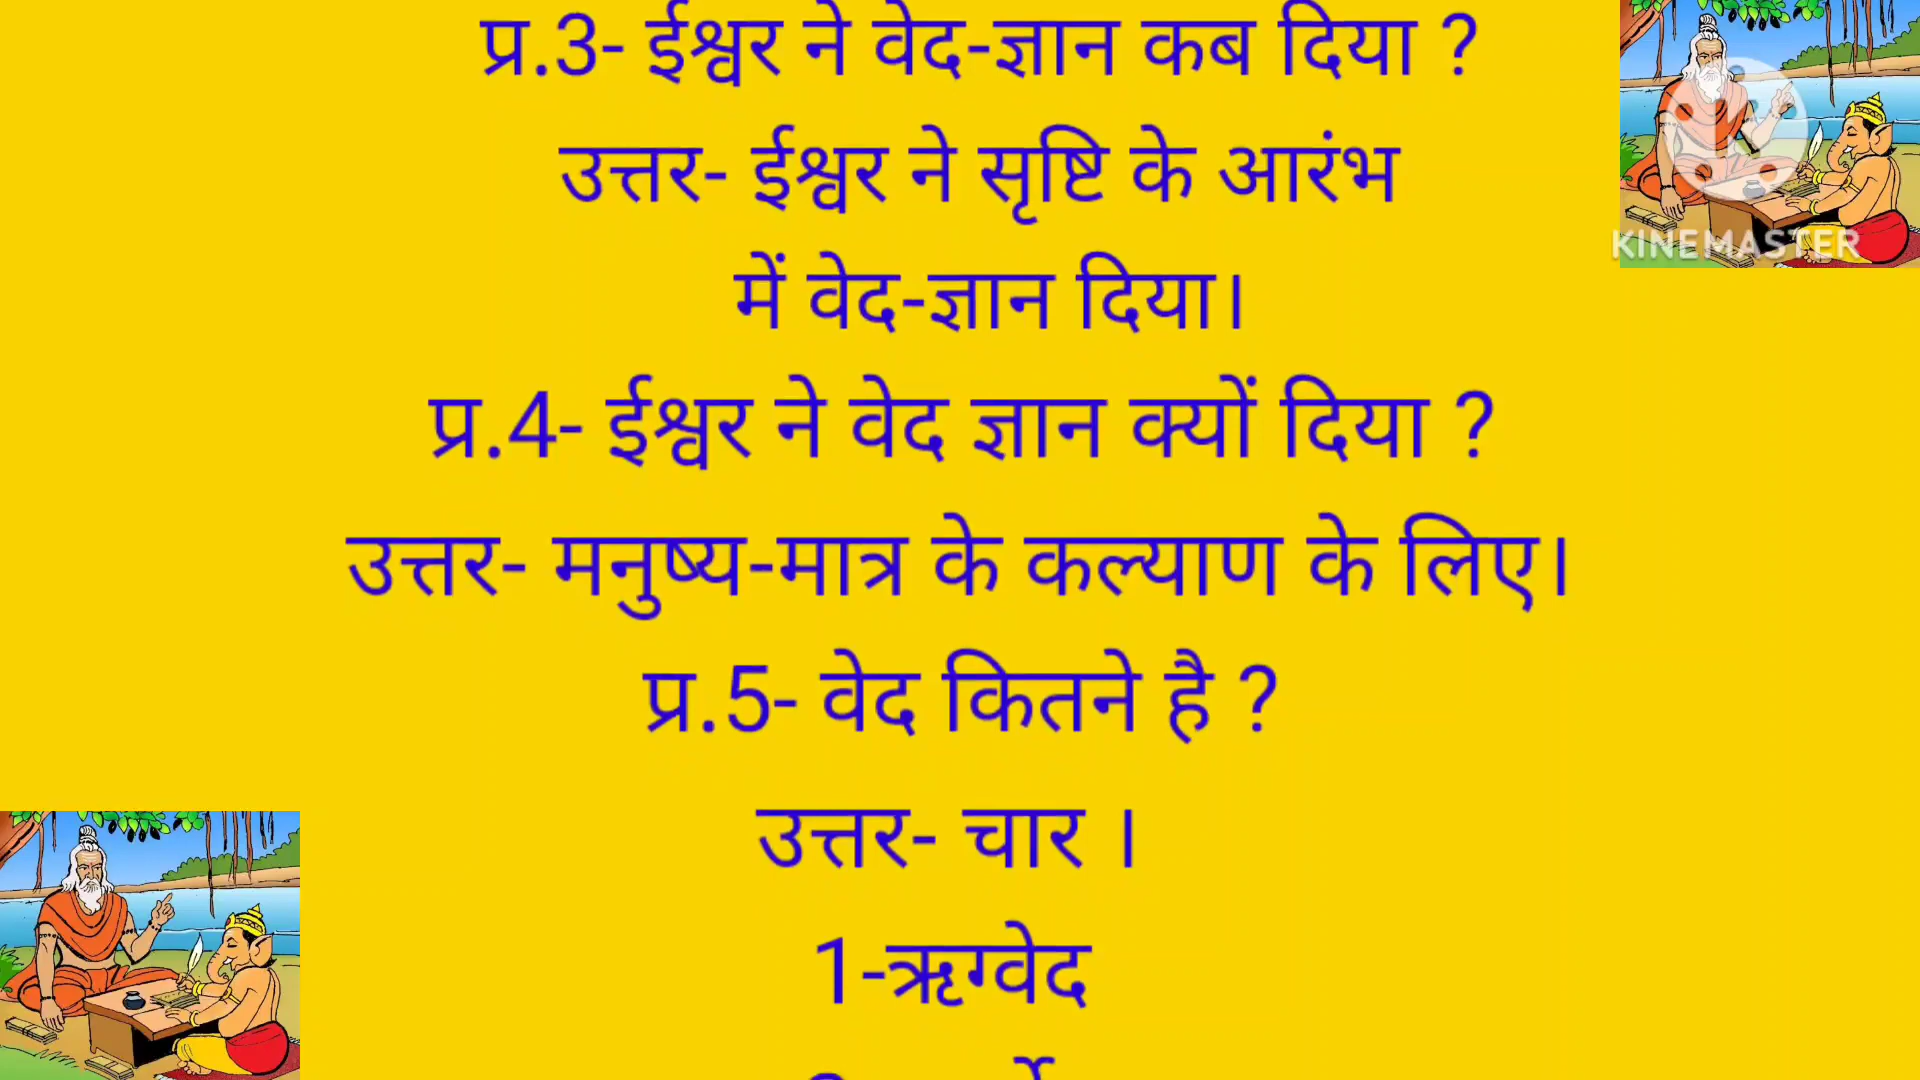 प्र.3- ईश्वर ने वेद-ज्ञान कब दिया ?
उत्तर- ईश्वर ने सृष्टि के आरंभ
में वेद-ज्ञान दिया।
प्र.4- ईश्वर ने वेद ज्ञान क्यों दिया ?
उत्तर- मनुष्य-मात्र के कल्याण के लिए।
प्र.5- वेद कितने है ?
उत्तर- चार ।
1-ऋग्वेद
KINEMASTER